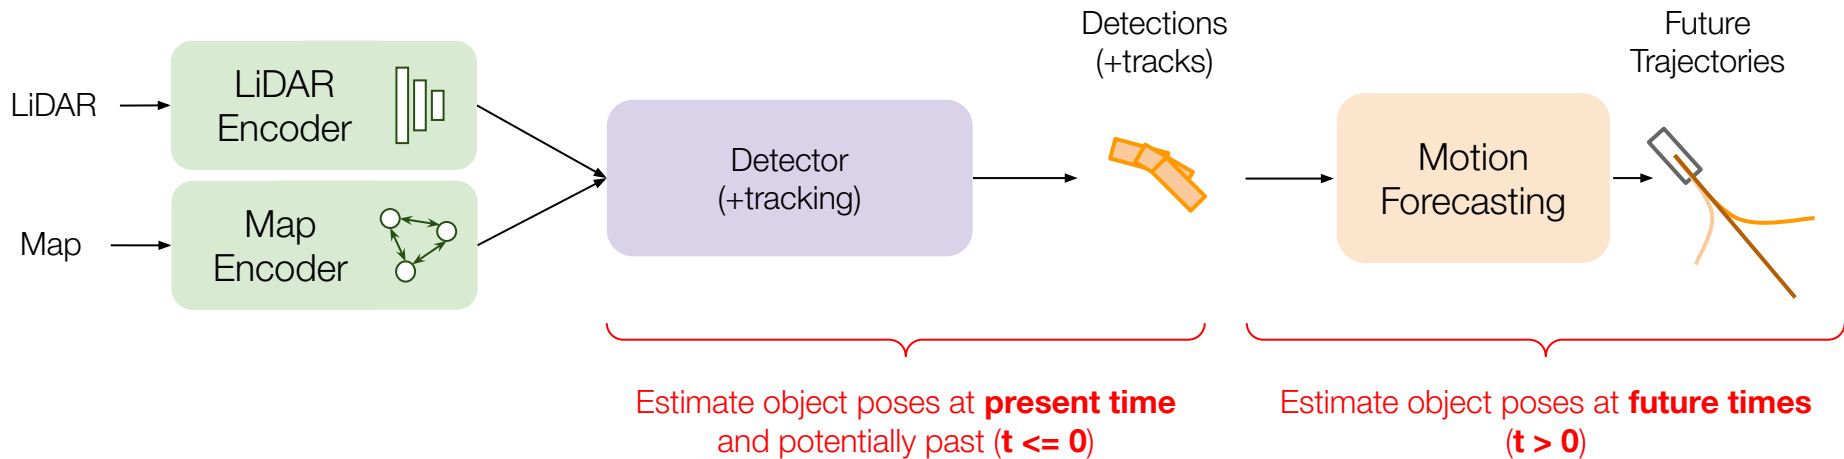 LiDAR
LiDAR
Encoder
Map
Map
Encoder
Detector
(+tracking)
Detections
(+tracks)
Motion
Forecasting
Future
Trajectories
Estimate object poses at present time
and potentially past (t <= 0)
Estimate object poses at future times
(t > 0)